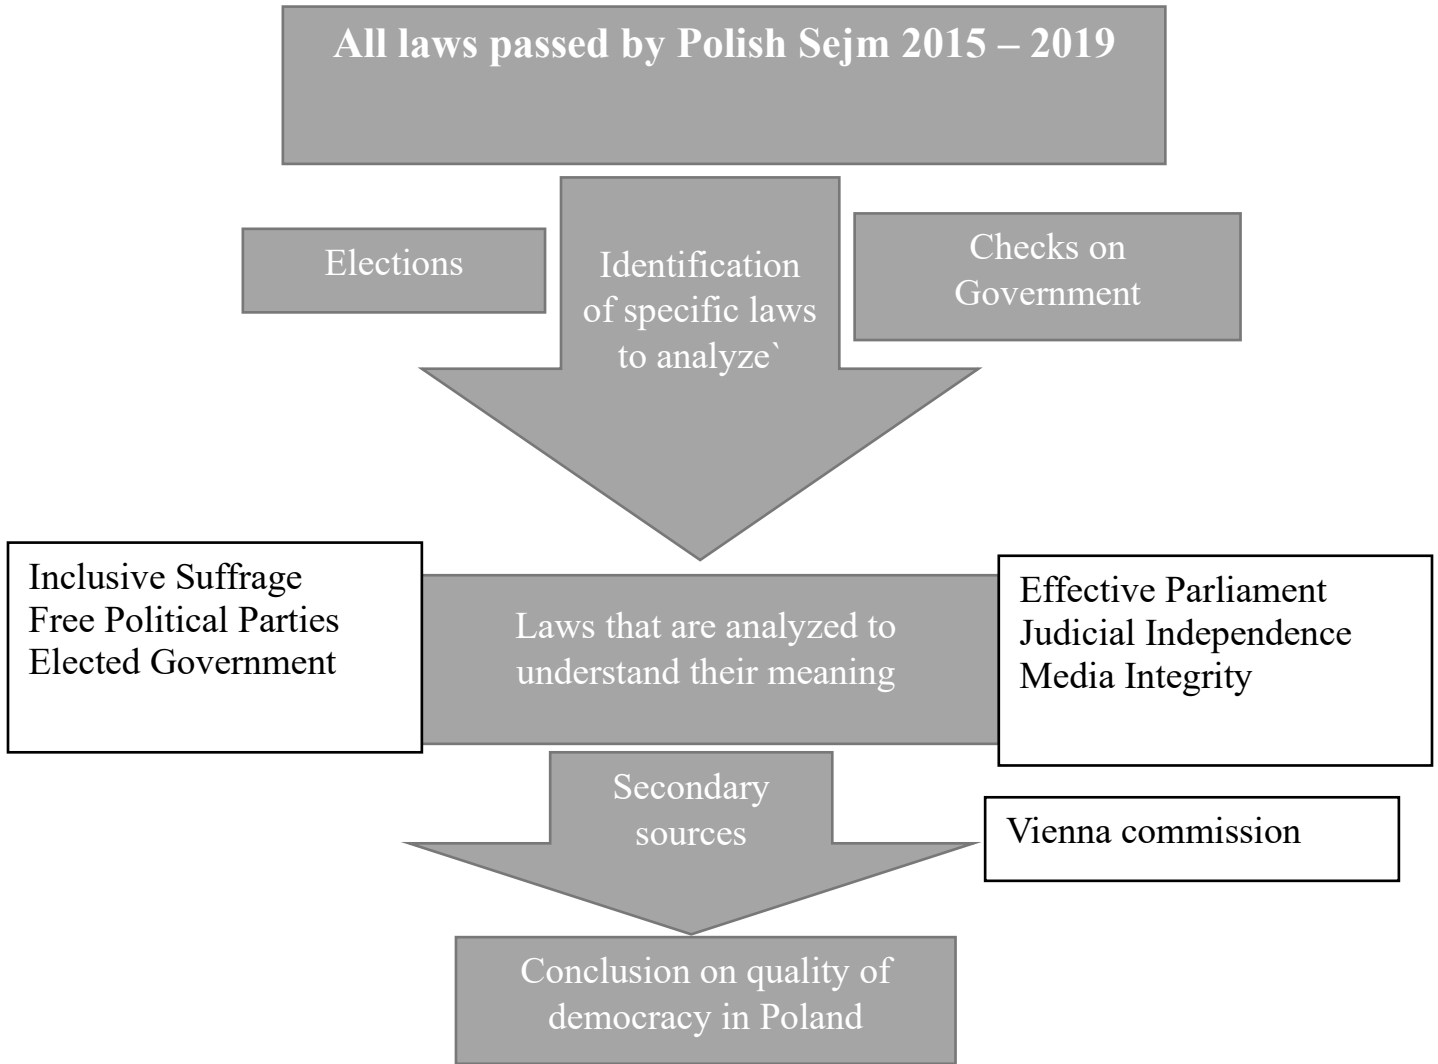 All laws passed by Polish Sejm 2015 – 2019
Elections
Identification
of specific laws
to analyze`
Checks on
Government
Inclusive Suffrage
Free Political Parties
Elected Government
Laws that are analyzed to
understand their meaning
Effective Parliament
Judicial Independence
Media Integrity
Secondary
sources
Vienna commission
Conclusion on quality of
democracy in Poland